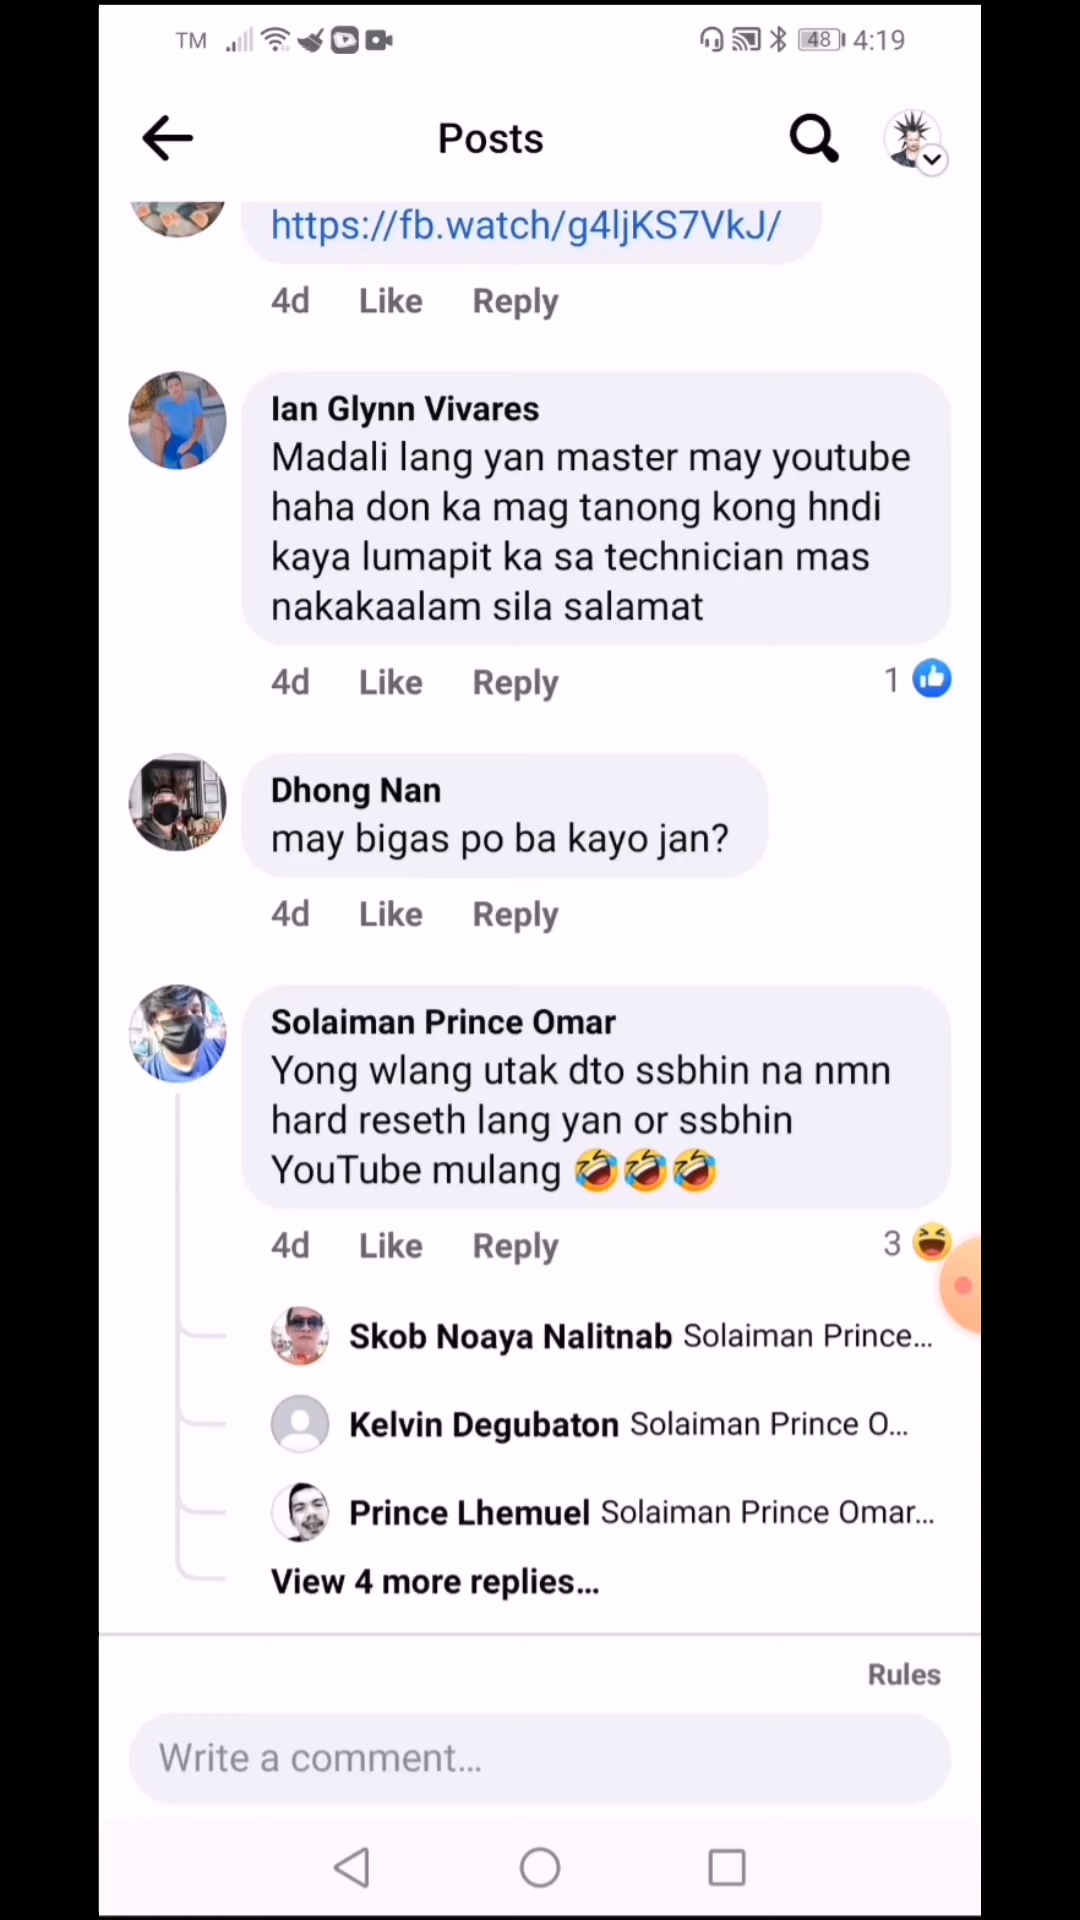 TM 48 4:19
Posts
https://fb.watch/g4ljKS7VkJ/
4d Like Reply
Ian Glynn Vivares
Madali lang yan master may youtube
haha don ka mag tanong kong hndi
kaya lumapit ka sa technician mas
nakakaalam sila salamat
4d Like Reply 1
Dhong Nan
may bigas po ba kayo jan?
4d Like Reply
Solaiman Prince Omar
Yong wlang utak dto ssbhin na nmn
hard reseth lang yan or ssbhin
YouTube mulang 🤣🤣🤣
4d Like Reply 3
Skob Noaya Nalitnab Solaiman Prince...
Kelvin Degubaton Solaiman Prince O...
Prince Lhemuel Solaiman Prince Omar...
View 4 more replies...
Rules
Write a comment...